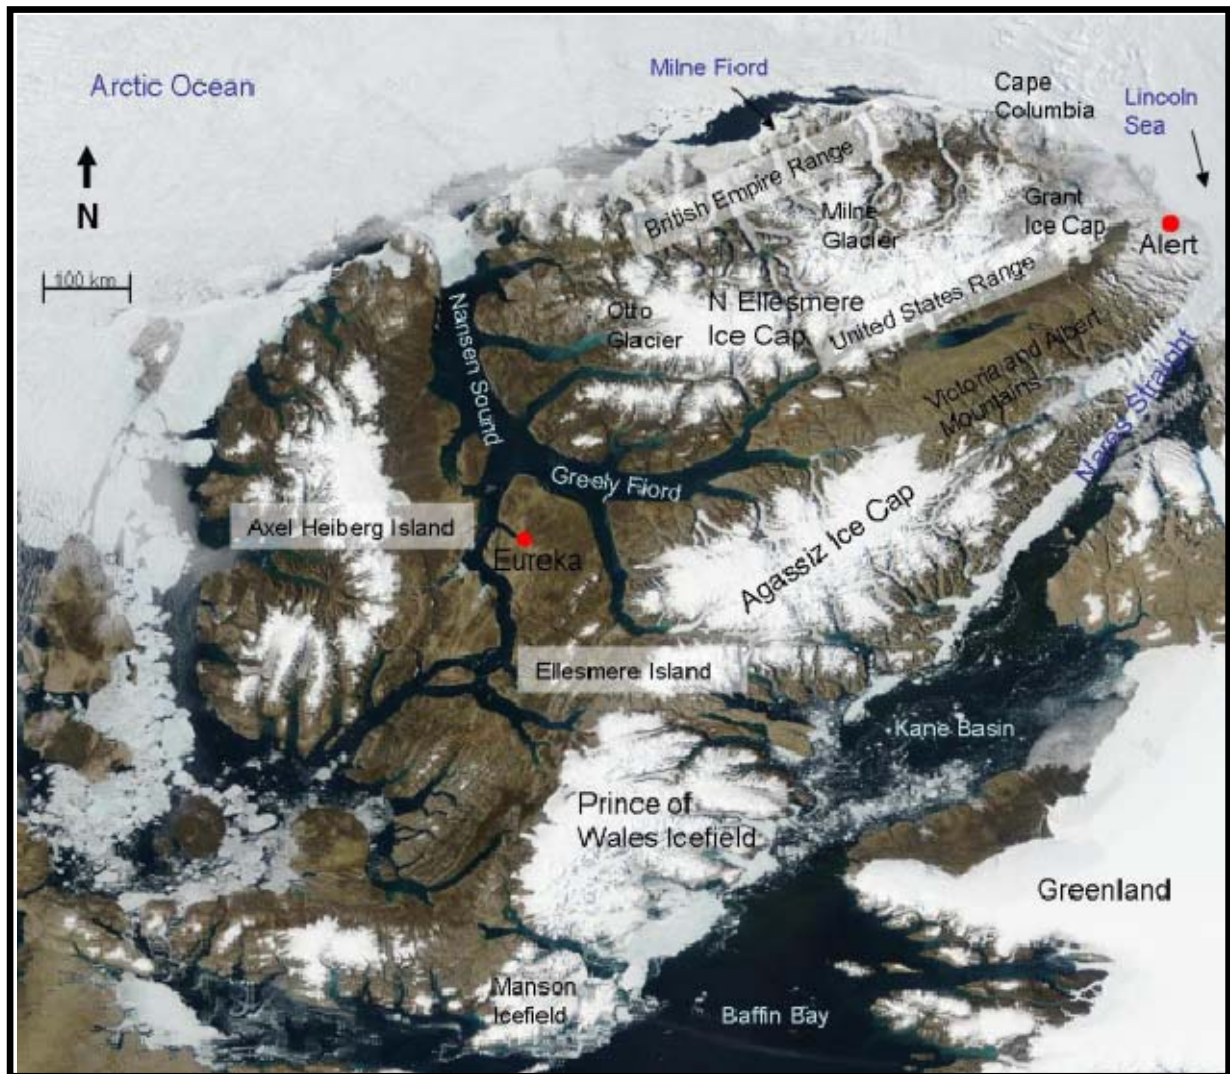 Arctic Ocean
Milne Fiord
Cape
Columbia
Lincoln
Sea
N
100 km
British Empire Range
Milne
Glacier
Grant
Ice Cap
Alert
Nansen Sound
Otto
Glacier
N Ellesmere
Ice Cap
United States Range
Victoria and Albert
Mountains
Nares Straight
Greely Fiord
Axel Heiberg Island
Eureka
Agassiz Ice Cap
Ellesmere Island
Kane Basin
Prince of
Wales Icefield
Greenland
Manson
Icefield
Baffin Bay